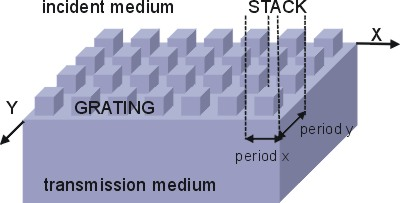 incident medium
STACK
X
Y
GRATING
period y
period x
transmission medium